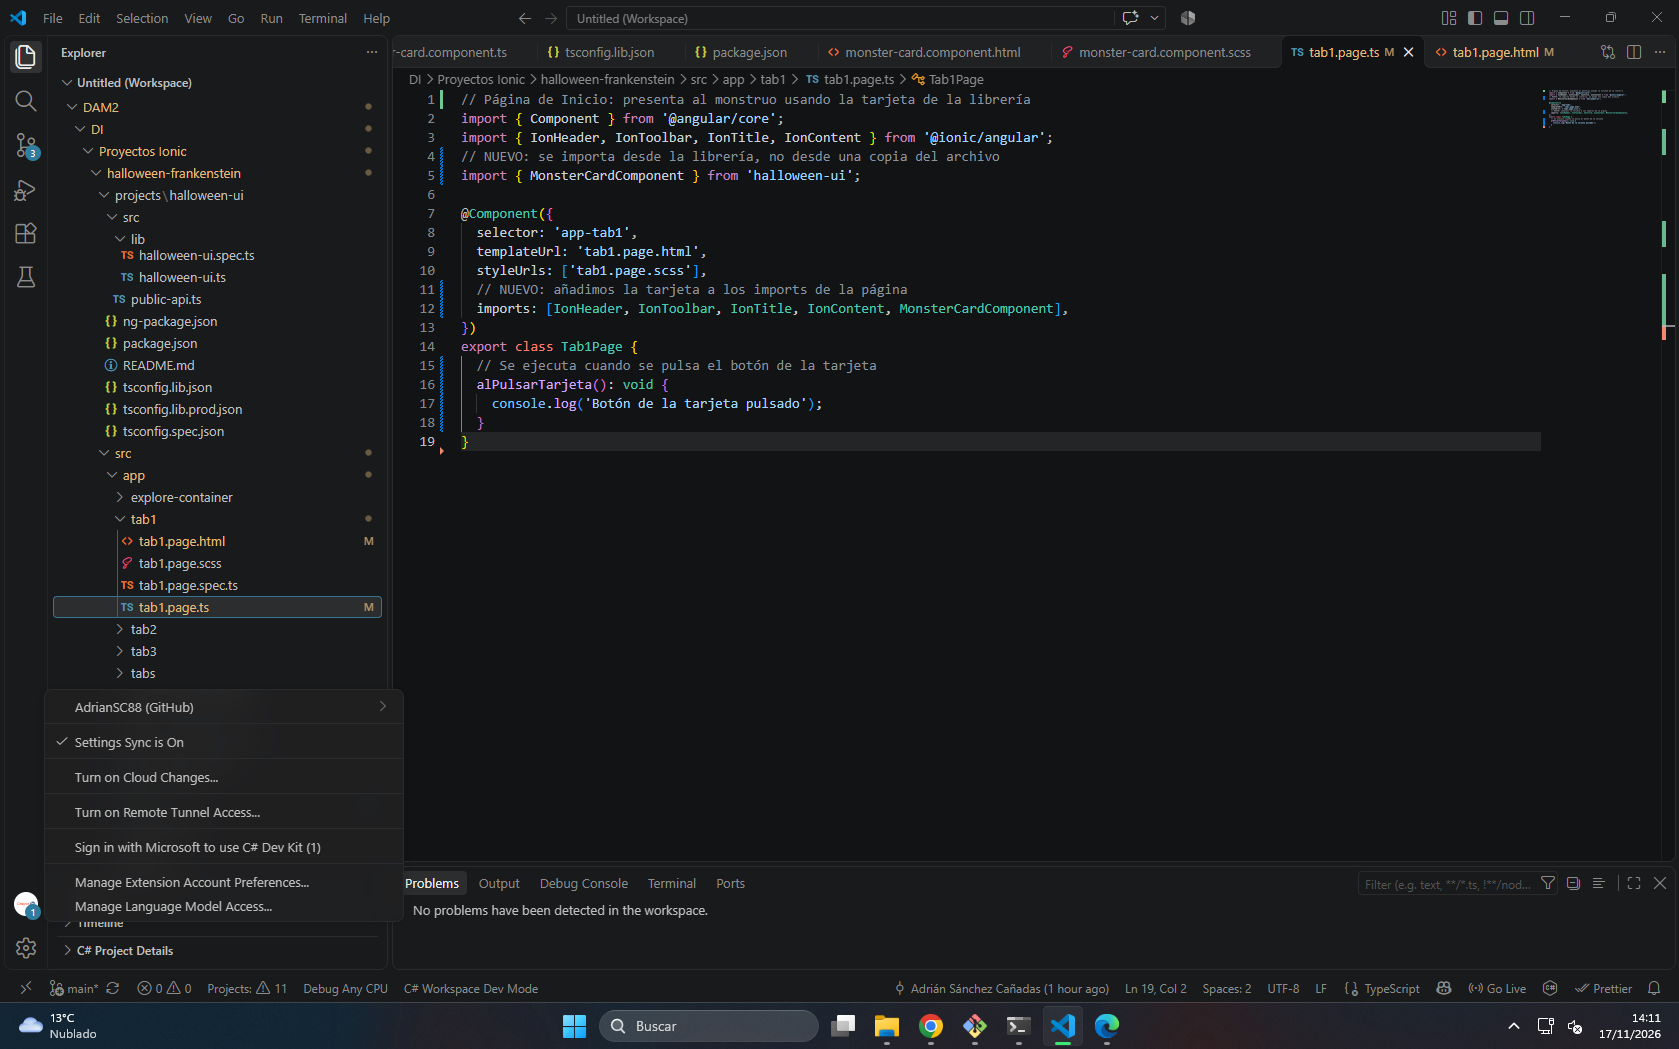 File Edit Selection View Go Run Terminal Help
Untitled (Workspace)
Explorer
Untitled (Workspace)
DAM2
DI
Proyectos Ionic
halloween-frankenstein
projects\halloween-ui
src
lib
TS halloween-ui.spec.ts
TS halloween-ui.ts
TS public-api.ts
{} ng-package.json
{} package.json
README.md
{} tsconfig.lib.json
{} tsconfig.lib.prod.json
{} tsconfig.spec.json
src
app
explore-container
tab1
<> tab1.page.html M
tab1.page.scss
TS tab1.page.spec.ts
TS tab1.page.ts M
tab2
tab3
tabs
3
AdrianSC88 (GitHub)
Settings Sync is On
Turn on Cloud Changes...
Turn on Remote Tunnel Access...
Sign in with Microsoft to use C# Dev Kit (1)
Manage Extension Account Preferences...
Manage Language Model Access...
1
Timeline
C# Project Details
r-card.component.ts {} tsconfig.lib.json {} package.json <> monster-card.component.html monster-card.component.scss TS tab1.page.ts M <> tab1.page.html M
DI > Proyectos Ionic > halloween-frankenstein > src > app > tab1 > TS tab1.page.ts > Tab1Page
1 // Página de Inicio: presenta al monstruo usando la tarjeta de la librería
2 import { Component } from '@angular/core';
3 import { IonHeader, IonToolbar, IonTitle, IonContent } from '@ionic/angular';
4 // NUEVO: se importa desde la librería, no desde una copia del archivo
5 import { MonsterCardComponent } from 'halloween-ui';
6
7 @Component({
8 selector: 'app-tab1',
9 templateUrl: 'tab1.page.html',
10 styleUrls: ['tab1.page.scss'],
11 // NUEVO: añadimos la tarjeta a los imports de la página
12 imports: [IonHeader, IonToolbar, IonTitle, IonContent, MonsterCardComponent],
13 })
14 export class Tab1Page {
15 // Se ejecuta cuando se pulsa el botón de la tarjeta
16 alPulsarTarjeta(): void {
17 console.log('Botón de la tarjeta pulsado');
18 }
19 }
Problems Output Debug Console Terminal Ports
Filter (e.g. text, **/*.ts, !**/nod...
No problems have been detected in the workspace.
main* 0 0 Projects: 11 Debug Any CPU C# Workspace Dev Mode
Adrián Sánchez Cañadas (1 hour ago) Ln 19, Col 2 Spaces: 2 UTF-8 LF { } TypeScript Go Live Prettier
13°C
Nublado
Buscar
14:11
17/11/2026